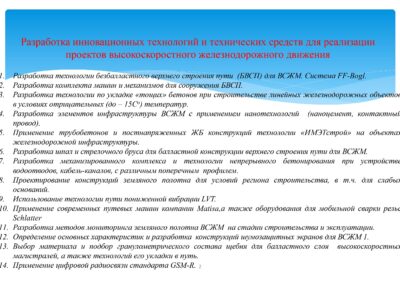 Разработка инновационных технологий и технических средств для реализации
проектов высокоскоростного железнодорожного движения
1. Разработка технологии безбалластного верхнего строения пути (БВСП) для ВСЖМ. Система FF-Bogl.
2. Разработка комплекта машин и механизмов для сооружения БВСП.
3. Разработка технологии по укладке «тощих» бетонов при строительстве линейных железнодорожных объектов
в условиях отрицательных (до – 15С°) температур.
4. Разработка элементов инфраструктуры ВСЖМ с применением нанотехнологий (наноцемент, контактный
провод).
5. Применение трубобетонов и постнапряженных ЖБ конструкций технологии «ИМЭТстрой» на объектах
железнодорожной инфраструктуры.
6. Разработка шпал и стрелочного бруса для балластной конструкции верхнего строения пути для ВСЖМ.
7. Разработка механизированного комплекса и технологии непрерывного бетонирования при устройстве
водоотводов, кабель-каналов, с различным поперечным профилем.
8. Проектирование конструкций земляного полотна для условий региона строительства, в т.ч. для слабых
оснований.
9. Использование технологии пути пониженной вибрации LVT.
10. Применение современных путевых машин компании Matisa,а также оборудования для мобильной сварки рельс
Schlatter
11. Разработка методов мониторинга земляного полотна ВСЖМ на стадии строительства и эксплуатации.
12. Определение основных характеристик и разработка конструкций шумозащитных экранов для ВСЖМ 1.
13. Выбор материала и подбор гранулометрического состава щебня для балластного слоя высокоскоростных
магистралей, а также технологий его укладки в путь.
14. Применение цифровой радиосвязи стандарта GSM-R.